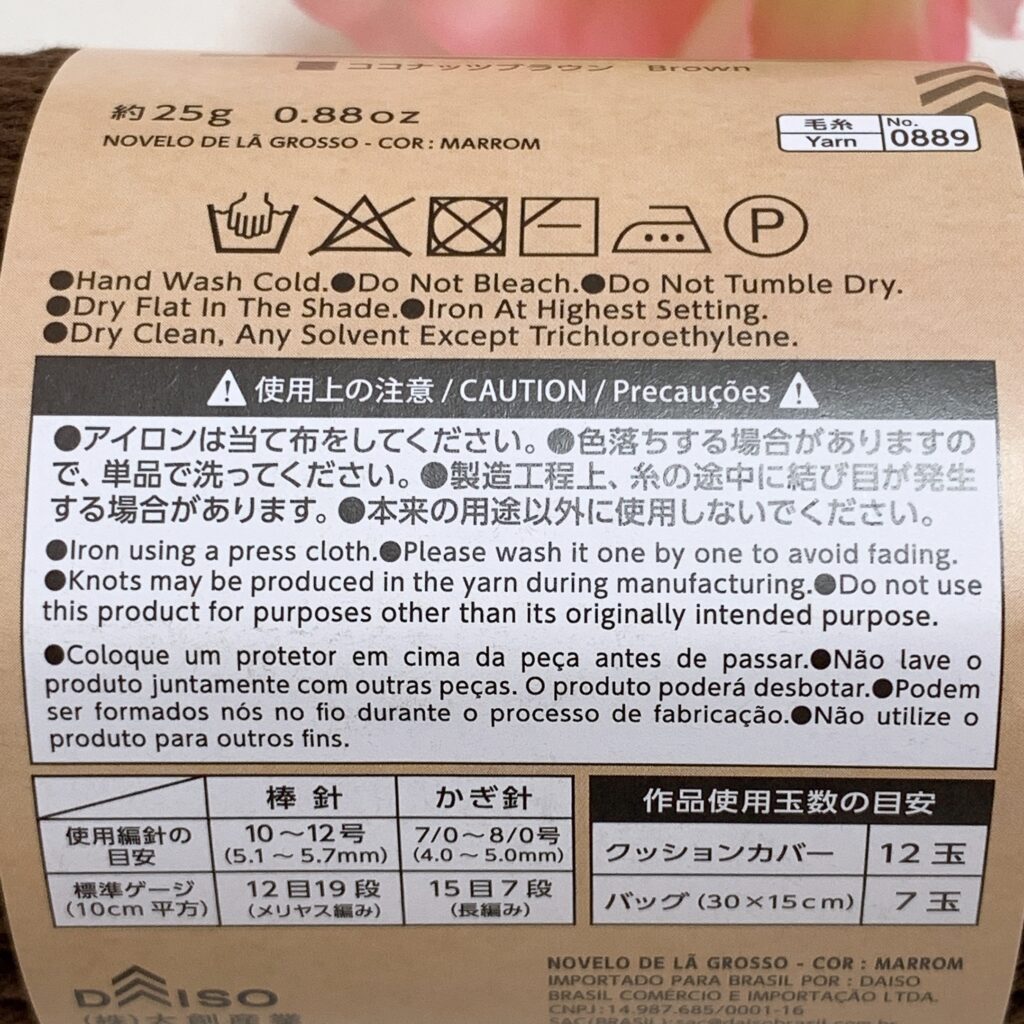 ココナッツブラウン Brown
約25g 0.88oz
NOVELO DE LÃ GROSSO - COR : MARROM
毛糸 Yarn No. 0889
P
●Hand Wash Cold.●Do Not Bleach.●Do Not Tumble Dry.
●Dry Flat In The Shade.●Iron At Highest Setting.
●Dry Clean, Any Solvent Except Trichloroethylene.
使用上の注意 / CAUTION / Precauções
●アイロンは当て布をしてください。●色落ちする場合がありますの
で、単品で洗ってください。●製造工程上、糸の途中に結び目が発生
する場合があります。●本来の用途以外に使用しないでください。
●Iron using a press cloth.●Please wash it one by one to avoid fading.
●Knots may be produced in the yarn during manufacturing.●Do not use
this product for purposes other than its originally intended purpose.
●Coloque um protetor em cima da peça antes de passar.●Não lave o
produto juntamente com outras peças. O produto poderá desbotar.●Podem
ser formados nós no fio durante o processo de fabricação.●Não utilize o
produto para outros fins.
棒針 かぎ針
使用編針の目安 10～12号 (5.1～5.7mm) 7/0～8/0号 (4.0～5.0mm)
標準ゲージ (10cm平方) 12目19段 (メリヤス編み) 15目7段 (長編み)
作品使用玉数の目安
クッションカバー 12玉
バッグ (30×15cm) 7玉
DAISO
(株)大創産業
NOVELO DE LÃ GROSSO - COR : MARROM
IMPORTADO PARA BRASIL POR : DAISO
BRASIL COMÉRCIO E IMPORTAÇÃO LTDA.
CNPJ : 14.987.685/0001-16
SAC(BRASIL) : sac@daisobrasil.com